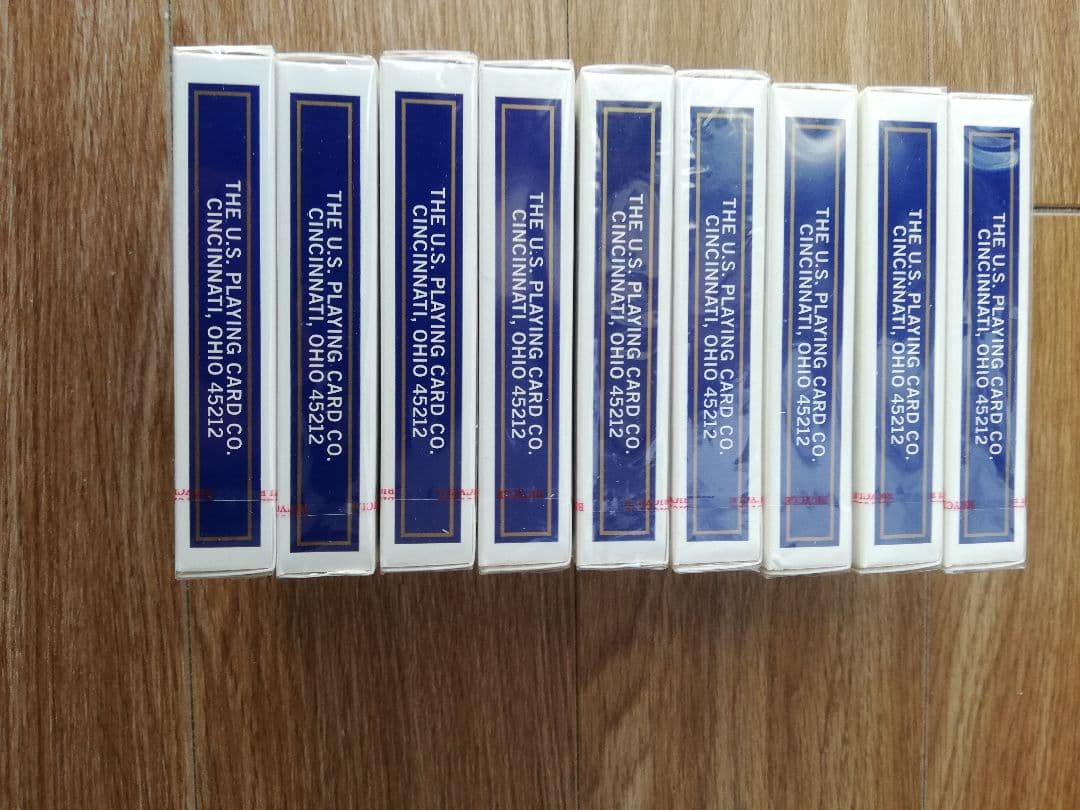 THE U.S. PLAYING CARD CO.
CINCINNATI, OHIO 45212
THE U.S. PLAYING CARD CO.
CINCINNATI, OHIO 45212
THE U.S. PLAYING CARD CO.
CINCINNATI, OHIO 45212
THE U.S. PLAYING CARD CO.
CINCINNATI, OHIO 45212
THE U.S. PLAYING CARD CO.
CINCINNATI, OHIO 45212
THE U.S. PLAYING CARD CO.
CINCINNATI, OHIO 45212
THE U.S. PLAYING CARD CO.
CINCINNATI, OHIO 45212
THE U.S. PLAYING CARD CO.
CINCINNATI, OHIO 45212
THE U.S. PLAYING CARD CO.
CINCINNATI, OHIO 45212
BICYCLE
BICYCLE